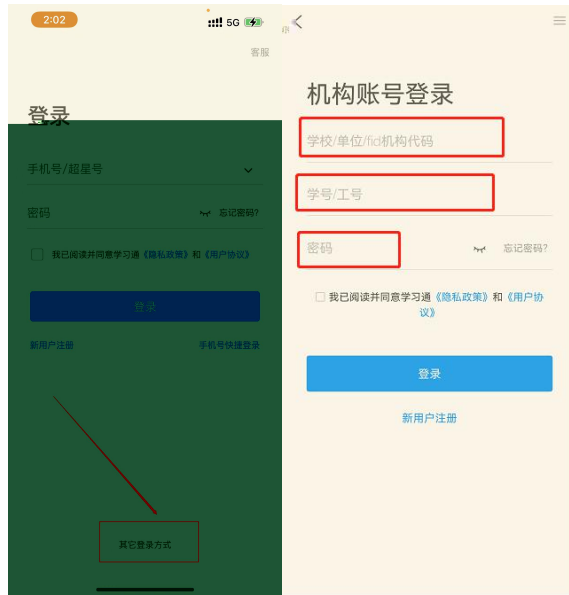 2:02
5G
客服
登录
手机号/超星号
密码
忘记密码?
我已阅读并同意学习通《隐私政策》和《用户协议》
登录
新用户注册
手机号快捷登录
其它登录方式
机构账号登录
学校/单位/fid机构代码
学号/工号
密码
忘记密码?
我已阅读并同意学习通《隐私政策》和《用户协
议》
登录
新用户注册